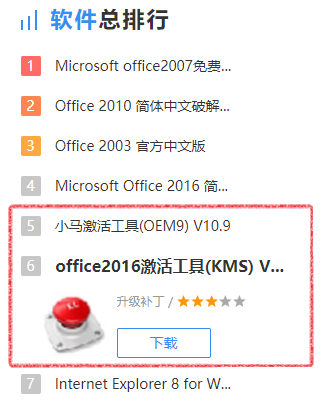 软件总排行
1 Microsoft office2007免费...
2 Office 2010 简体中文破解...
3 Office 2003 官方中文版
4 Microsoft Office 2016 简...
5 小马激活工具(OEM9) V10.9
6 office2016激活工具(KMS) V...
升级补丁 /
下载
7 Internet Explorer 8 for W...